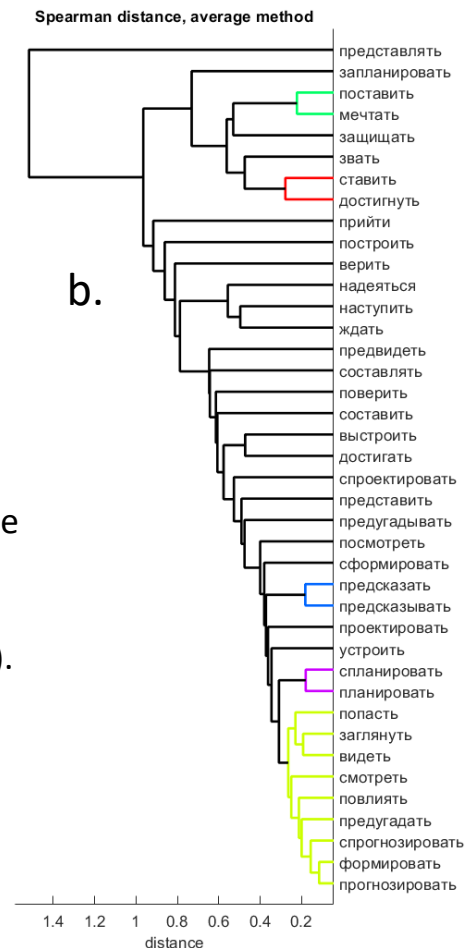 Spearman distance, average method
представлять
запланировать
поставить
мечтать
защищать
звать
ставить
достигнуть
прийти
построить
верить
b.
надеяться
наступить
ждать
предвидеть
составлять
поверить
составить
выстроить
достигать
спроектировать
представить
e
предугадывать
посмотреть
сформировать
предсказать
предсказывать
проектировать
устроить
).
спланировать
планировать
попасть
заглянуть
видеть
смотреть
повлиять
предугадать
спрогнозировать
формировать
прогнозировать
1.4 1.2 1 0.8 0.6 0.4 0.2
distance